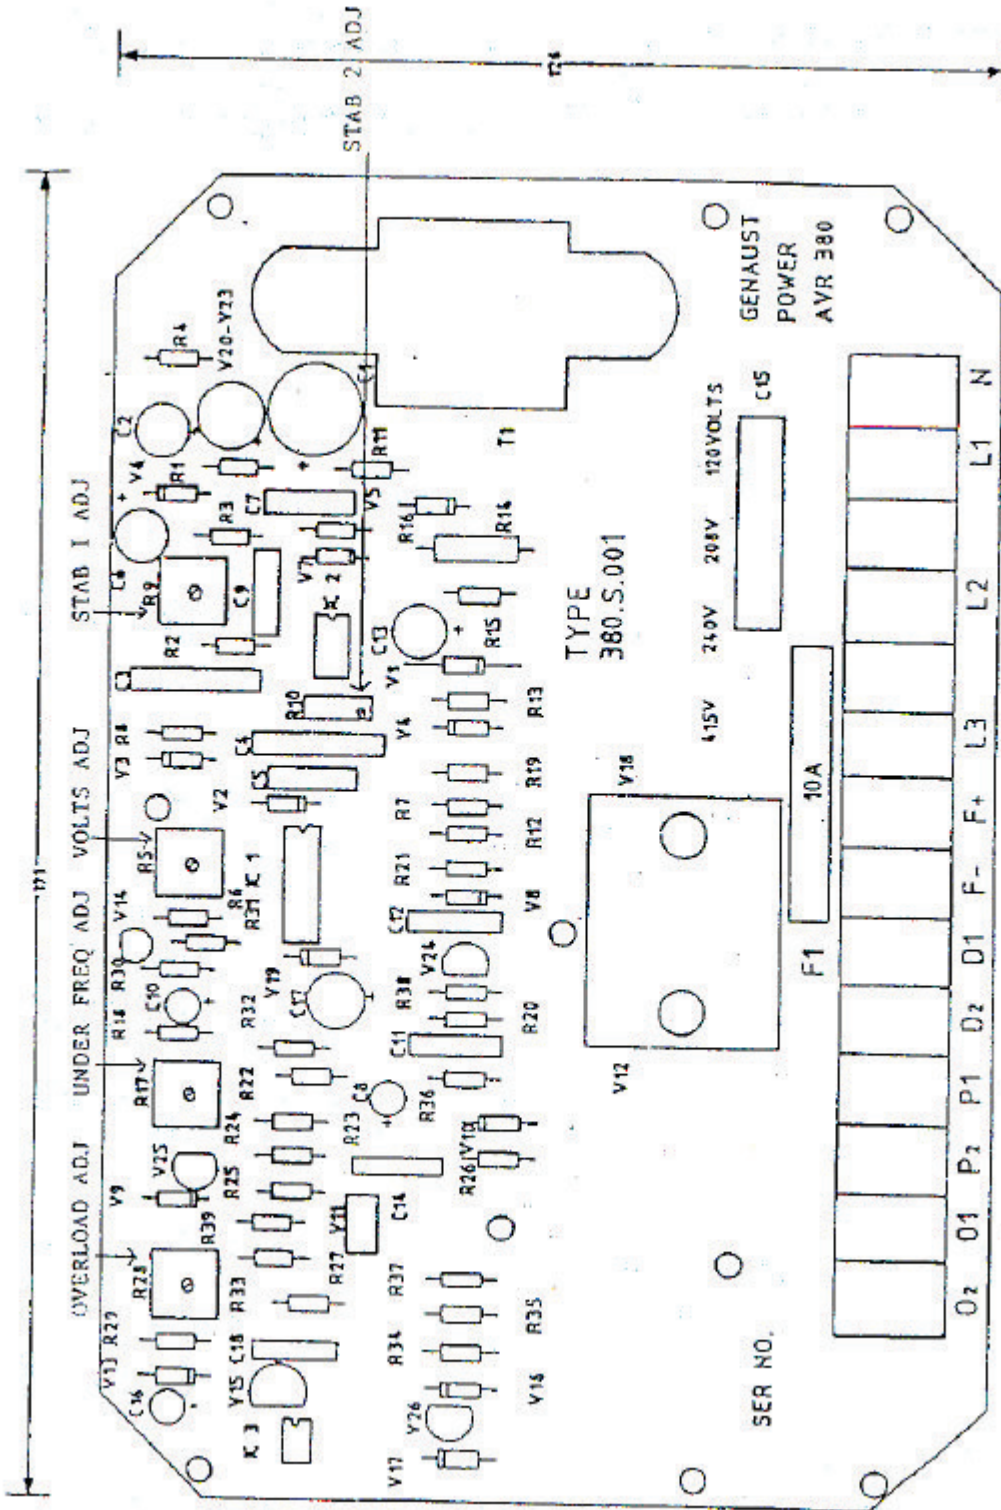 171
126
OVERLOAD ADJ
UNDER FREQ' ADJ
VOLTS ADJ
STAB 1 ADJ
STAB 2 ADJ
V13
R29
R28
V9
V25
R17
R18
R30
V14
R5
V3
R8
C3
R2
R9
C6
V4
R1
C2
R4
C16
R39
R25
R24
C10
R31
R6
R3
V20-V23
IC 3
V15
C18
R33
R27
V11
R22
R32
V19
C17
IC 1
V2
C5
C4
R10
IC 2
C9
V7
C7
V5
R11
C1
V17
V26
R34
R37
C14
R23
C8
R36
C11
R38
V24
C12
R21
R7
V4
V1
C13
R16
R14
T1
V16
R35
R26
V10
R20
V8
R12
R19
R13
R15
TYPE
380.S.001
GENAUST
POWER
AVR 380
V12
V18
415V
240V
208V
120VOLTS
C15
SER NO.
F1
10A
O2
O1
P2
P1
D2
D1
F-
F+
L3
L2
L1
N